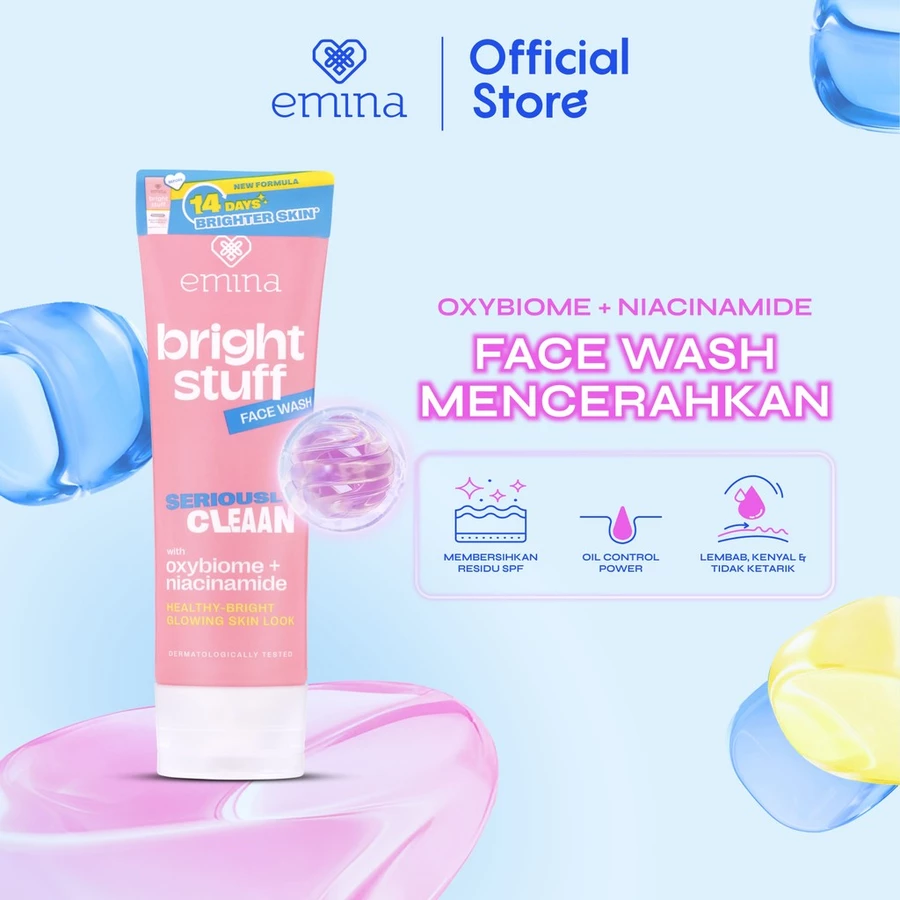 emina
Official
Store
NEW FORMULA
14 DAYS
BRIGHTER SKIN*
emina
bright
stuff
FACE WASH
CLEAAN
with
oxybiome +
niacinamide
HEALTHY-BRIGHT
GLOWING SKIN LOOK
DERMATOLOGICALLY TESTED
OXYBIOME + NIACINAMIDE
FACE WASH
MENCERAHKAN
MEMBERSIHKAN
RESIDU SPF
OIL CONTROL
POWER
LEMBAB, KENYAL &
TIDAK KETARIK